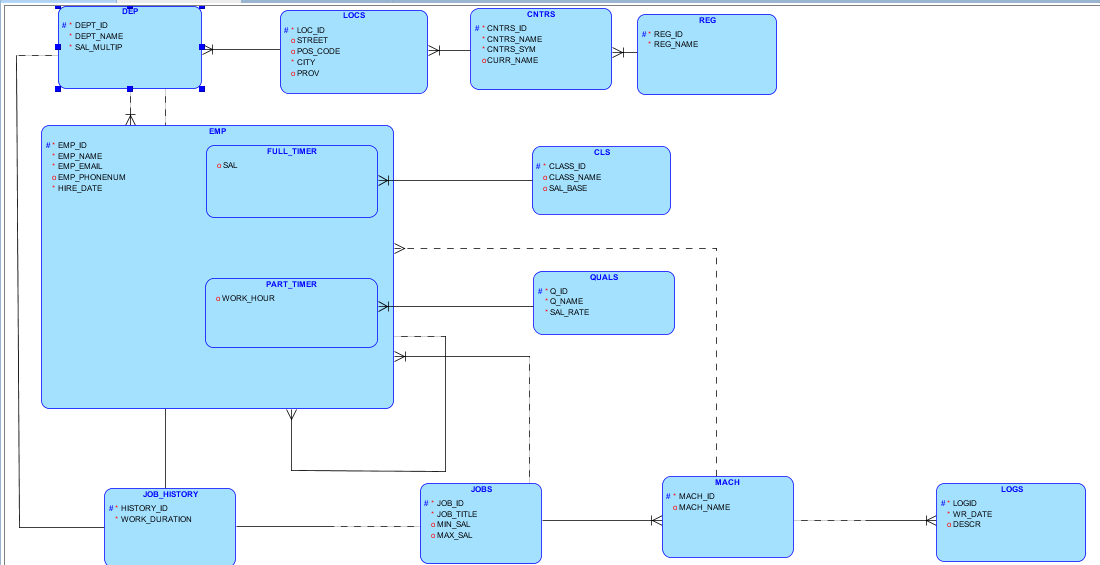 DEP
# * DEPT_ID
* DEPT_NAME
* SAL_MULTIP
LOCS
# * LOC_ID
o STREET
o POS_CODE
* CITY
o PROV
CNTRS
# * CNTRS_ID
* CNTRS_NAME
* CNTRS_SYM
o CURR_NAME
REG
# * REG_ID
* REG_NAME
EMP
# * EMP_ID
* EMP_NAME
* EMP_EMAIL
o EMP_PHONENUM
* HIRE_DATE
FULL_TIMER
o SAL
CLS
# * CLASS_ID
o CLASS_NAME
o SAL_BASE
PART_TIMER
o WORK_HOUR
QUALS
# * Q_ID
* Q_NAME
* SAL_RATE
JOB_HISTORY
# * HISTORY_ID
* WORK_DURATION
JOBS
# * JOB_ID
* JOB_TITLE
o MIN_SAL
o MAX_SAL
MACH
# * MACH_ID
o MACH_NAME
LOGS
# * LOGID
* WR_DATE
o DESCR